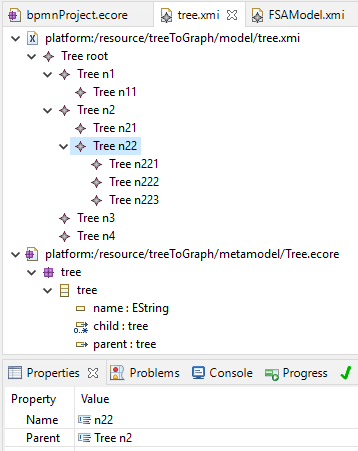 bpmnProject.ecore tree.xmi FSAModel.xmi
platform:/resource/treeToGraph/model/tree.xmi
Tree root
Tree n1
Tree n11
Tree n2
Tree n21
Tree n22
Tree n221
Tree n222
Tree n223
Tree n3
Tree n4
platform:/resource/treeToGraph/metamodel/Tree.ecore
tree
tree
name : EString
child : tree
parent : tree
Properties Problems Console Progress
Property Value
Name n22
Parent Tree n2